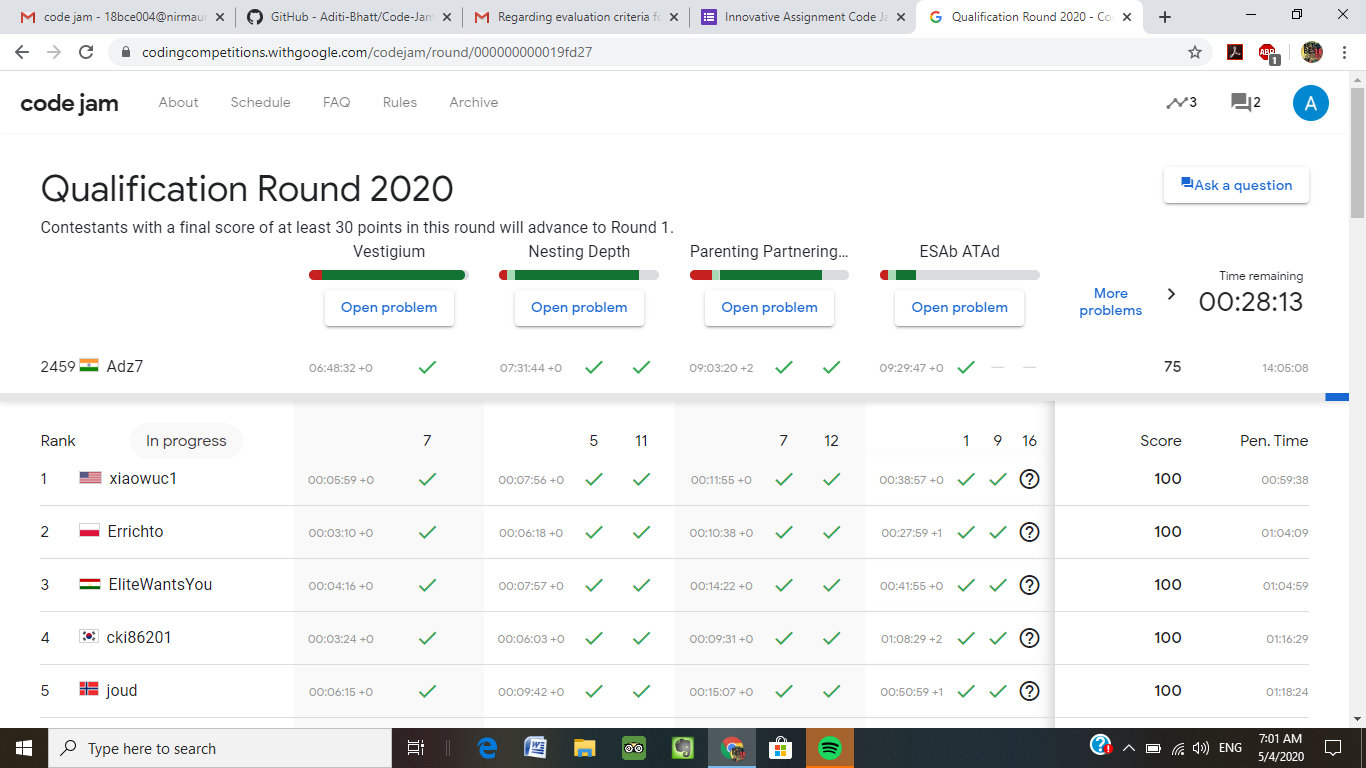 code jam - 18bce004@nirmau
GitHub - Aditi-Bhatt/Code-Jam
Regarding evaluation criteria fo
Innovative Assignment Code Ja
Qualification Round 2020 - Co
codingcompetitions.withgoogle.com/codejam/round/000000000019fd27
ABP
1
code jam
About
Schedule
FAQ
Rules
Archive
3
2
A
Qualification Round 2020
Ask a question
Contestants with a final score of at least 30 points in this round will advance to Round 1.
Vestigium
Nesting Depth
Parenting Partnering...
ESAb ATAd
Open problem
Open problem
Open problem
Open problem
More problems
Time remaining
00:28:13
2459 Adz7 06:48:32 +0 07:31:44 +0 09:03:20 +2 09:29:47 +0 — — 75 14:05:08
Rank In progress 7 5 11 7 12 1 9 16 Score Pen. Time
1 xiaowuc1 00:05:59 +0 00:07:56 +0 00:11:55 +0 00:38:57 +0 ? 100 00:59:38
2 Errichto 00:03:10 +0 00:06:18 +0 00:10:38 +0 00:27:59 +1 ? 100 01:04:09
3 EliteWantsYou 00:04:16 +0 00:07:57 +0 00:14:22 +0 00:41:55 +0 ? 100 01:04:59
4 cki86201 00:03:24 +0 00:06:03 +0 00:09:31 +0 01:08:29 +2 ? 100 01:16:29
5 joud 00:06:15 +0 00:09:42 +0 00:15:07 +0 00:50:59 +1 ? 100 01:18:24
Type here to search
ENG
7:01 AM
5/4/2020